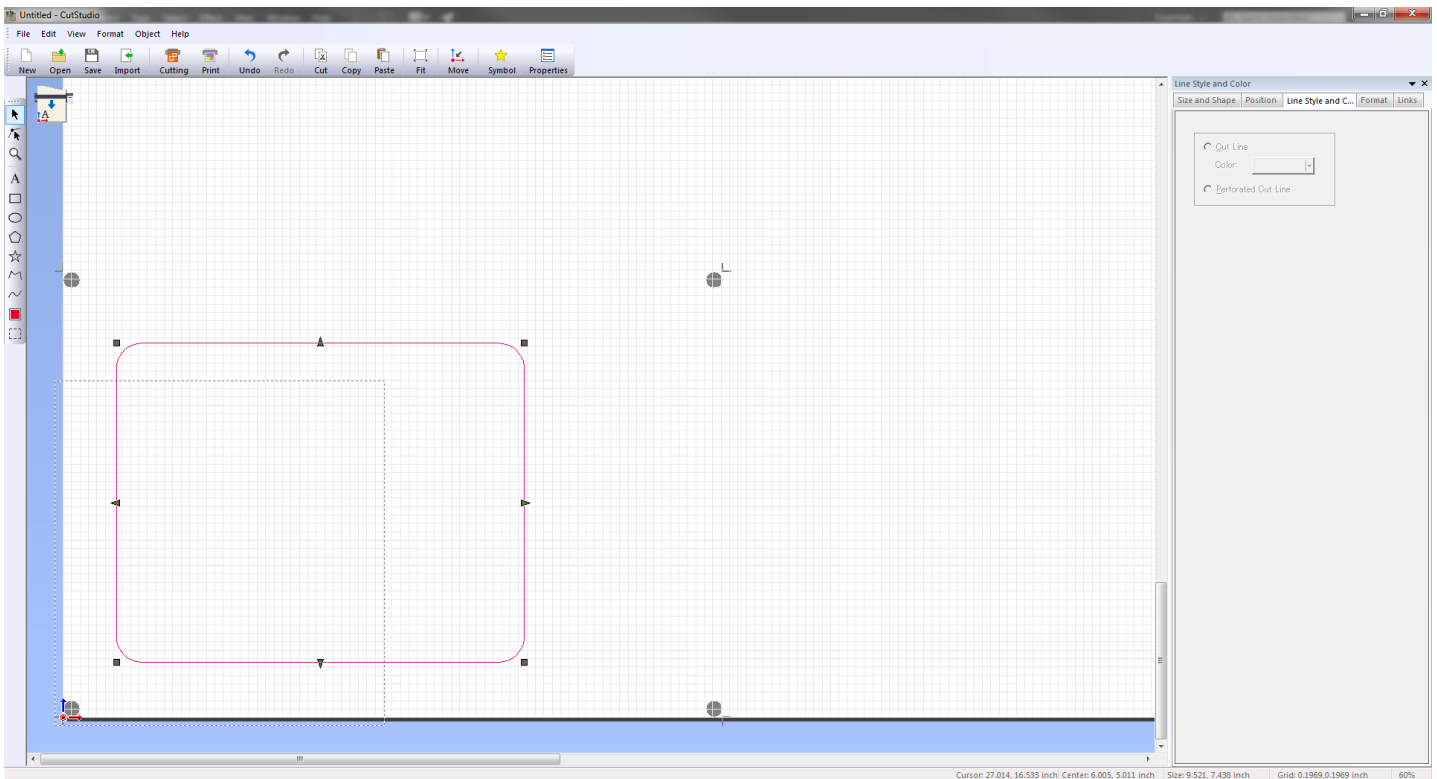 Untitled - CutStudio
File Edit View Format Object Help
New Open Save Import Cutting Print Undo Redo Cut Copy Paste Fit Move Symbol Properties
Line Style and Color
Size and Shape Position Line Style and C... Format Links
A
A
Cut Line
Color:
Perforated Cut Line
Cursor: 27.014, 16.533 inch Center: 6.005, 5.011 inch Size: 9.521, 7.438 inch Grid: 0.1969,0.1969 inch 60%